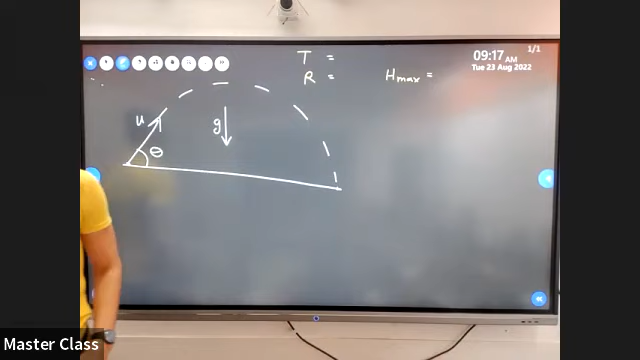 1/1
09:17 AM
Tue 23 Aug 2022
T =
R =
Hmax =
u
g
θ
Master Class